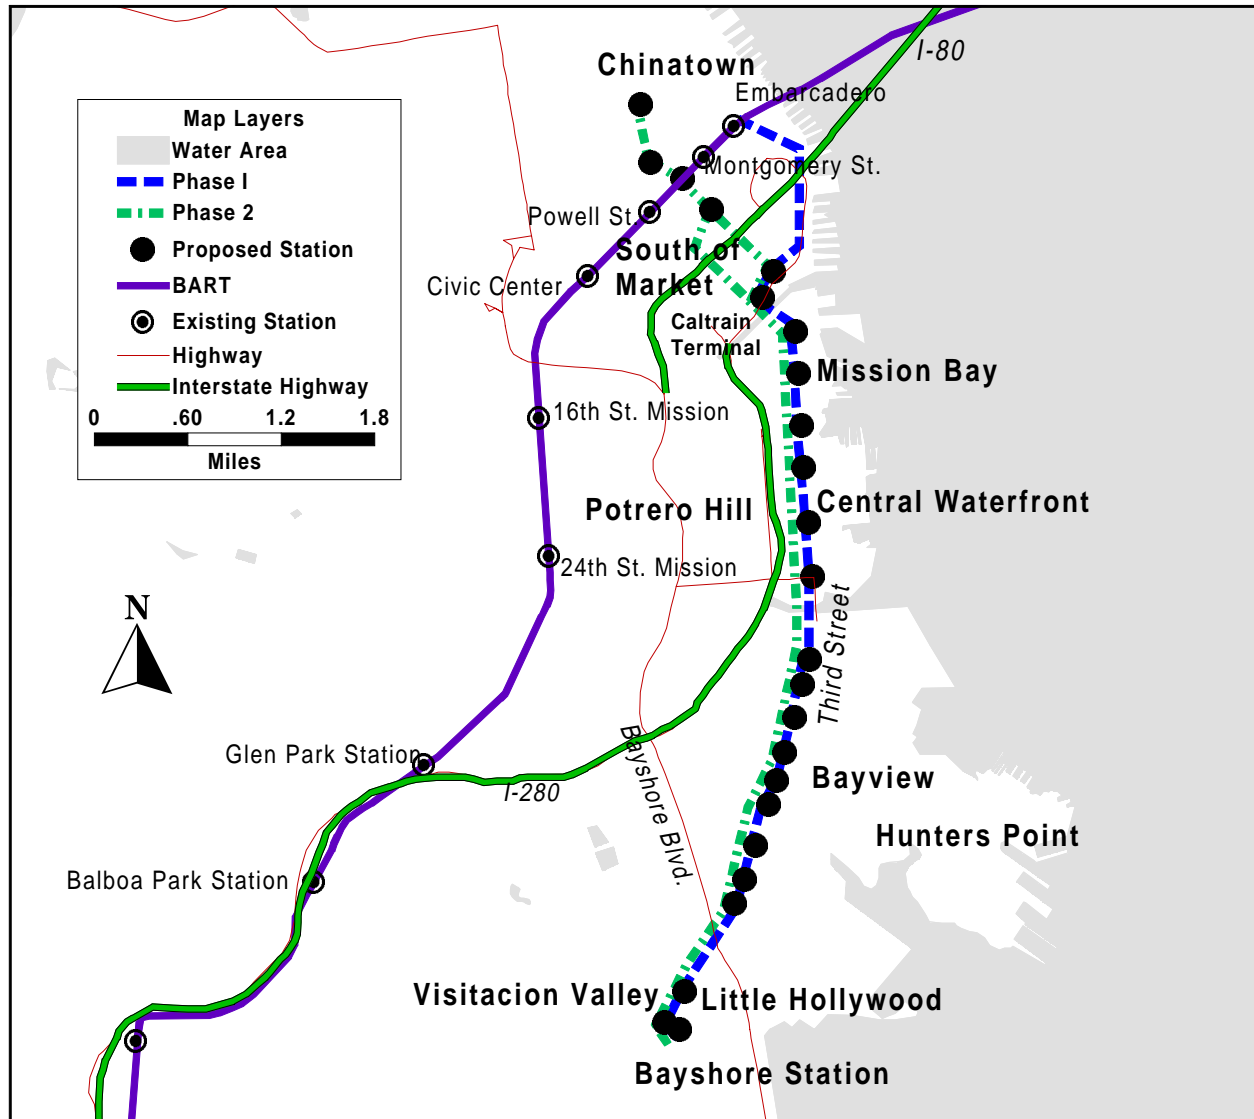 I-80
Chinatown
Embarcadero
Map Layers
Water Area
Phase I
Phase 2
Proposed Station
BART
Existing Station
Highway
Interstate Highway
0 .60 1.2 1.8
Miles
Montgomery St.
Powell St.
South of
Market
Civic Center
Caltrain
Terminal
Mission Bay
16th St. Mission
Potrero Hill
Central Waterfront
24th St. Mission
N
Third Street
Glen Park Station
Bayshore Blvd.
I-280
Bayview
Hunters Point
Balboa Park Station
Visitacion Valley
Little Hollywood
Bayshore Station